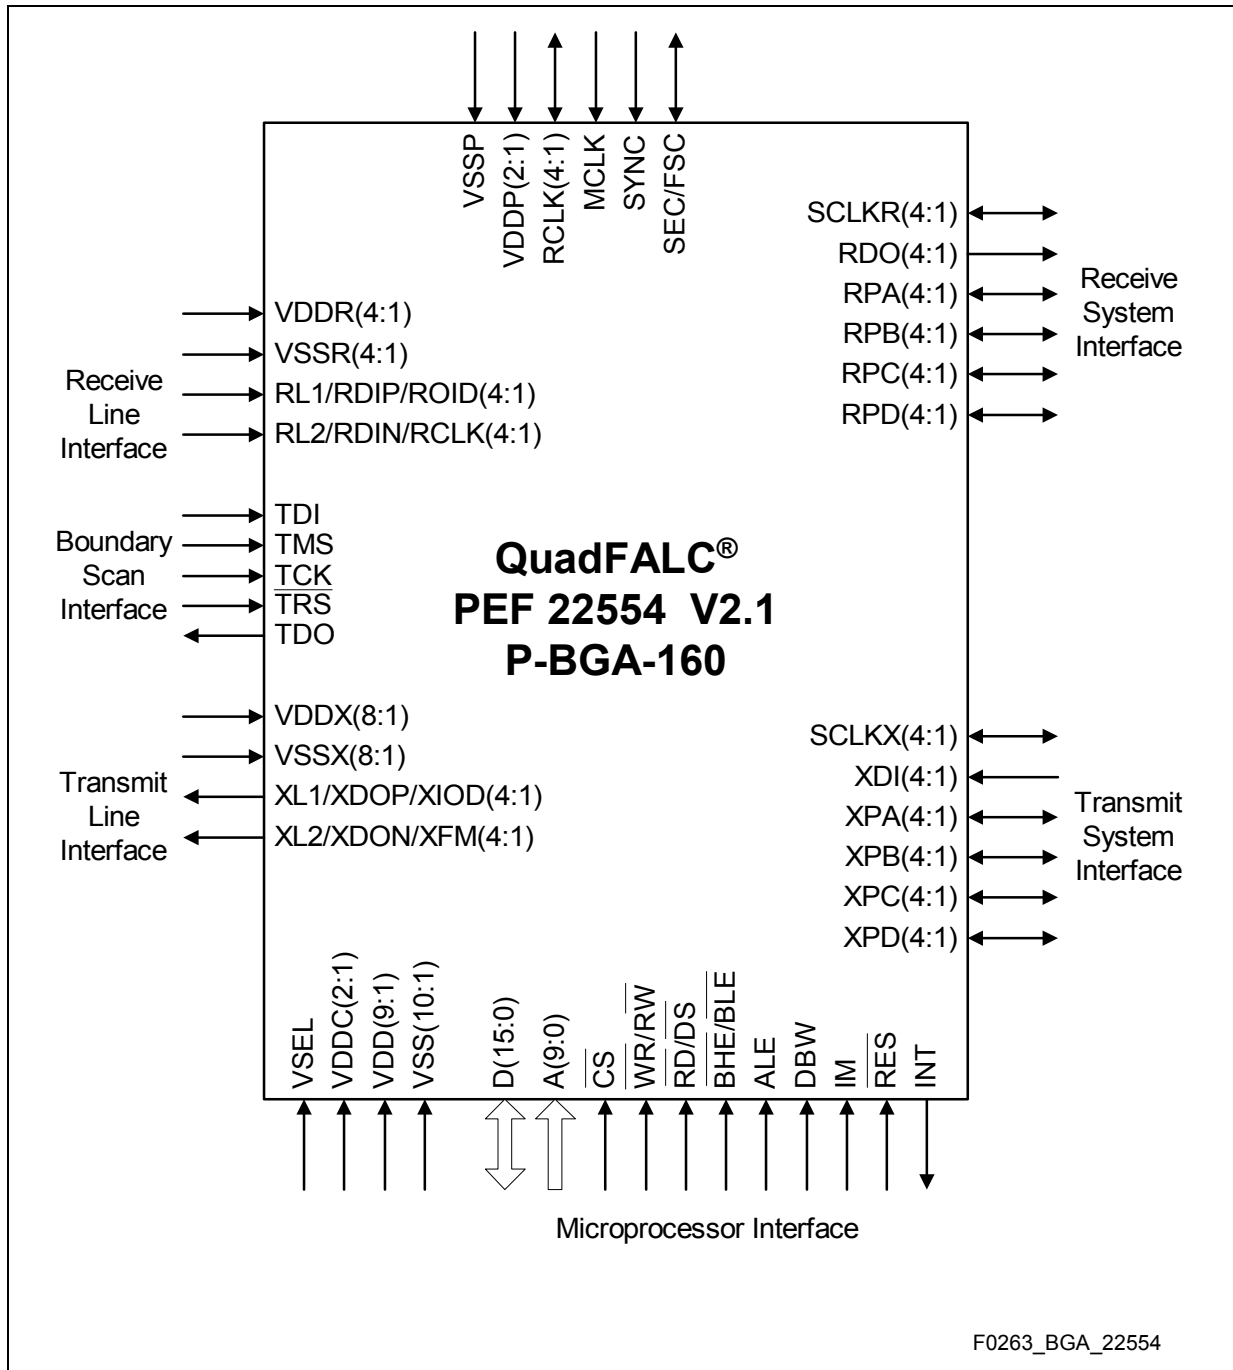 VSSP
VDDP(2:1)
RCLK(4:1)
MCLK
SYNC
SEC/FSC
SCLKR(4:1)
RDO(4:1)
RPA(4:1)
RPB(4:1)
RPC(4:1)
RPD(4:1)
Receive
System
Interface
VDDR(4:1)
VSSR(4:1)
RL1/RDIP/ROID(4:1)
RL2/RDIN/RCLK(4:1)
Receive
Line
Interface
TDI
TMS
TCK
TRS
TDO
Boundary
Scan
Interface
QuadFALC®
PEF 22554 V2.1
P-BGA-160
VDDX(8:1)
VSSX(8:1)
XL1/XDOP/XIOD(4:1)
XL2/XDON/XFM(4:1)
Transmit
Line
Interface
SCLKX(4:1)
XDI(4:1)
XPA(4:1)
XPB(4:1)
XPC(4:1)
XPD(4:1)
Transmit
System
Interface
VSEL
VDDC(2:1)
VDD(9:1)
VSS(10:1)
D(15:0)
A(9:0)
CS
WR/RW
RD/DS
BHE/BLE
ALE
DBW
IM
RES
INT
Microprocessor Interface
F0263_BGA_22554